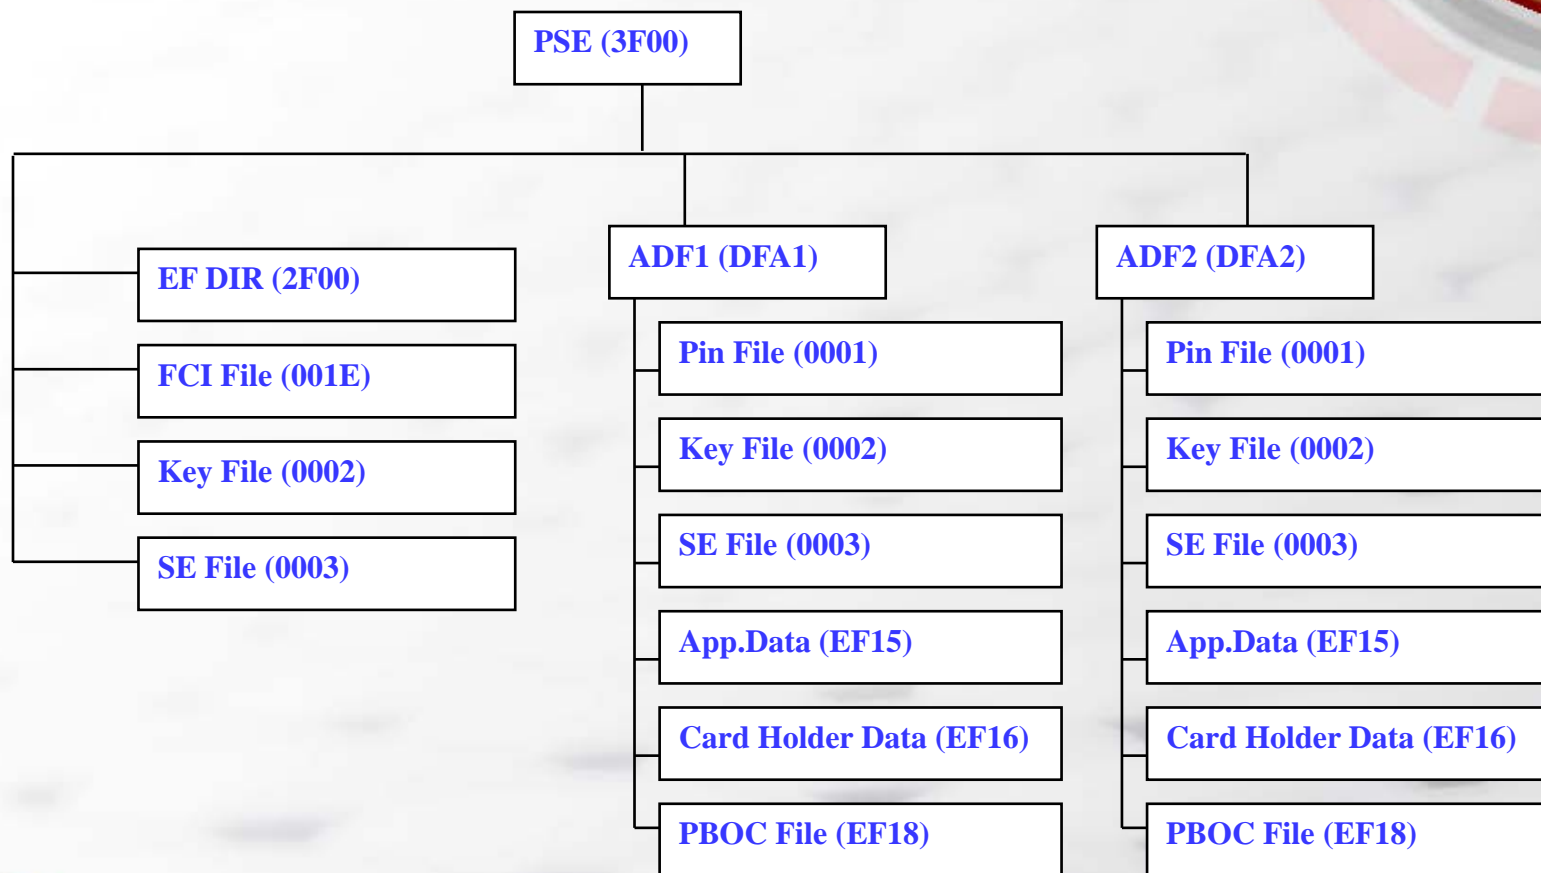 PSE (3F00)
EF DIR (2F00)
FCI File (001E)
Key File (0002)
SE File (0003)
ADF1 (DFA1)
Pin File (0001)
Key File (0002)
SE File (0003)
App.Data (EF15)
Card Holder Data (EF16)
PBOC File (EF18)
ADF2 (DFA2)
Pin File (0001)
Key File (0002)
SE File (0003)
App.Data (EF15)
Card Holder Data (EF16)
PBOC File (EF18)